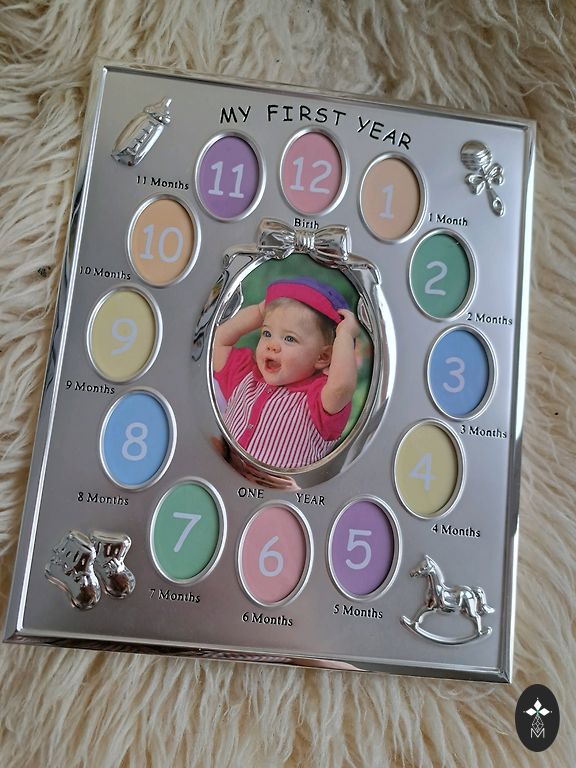 MY FIRST YEAR
11
12
1
11 Months
Birth
1 Month
10
2
10 Months
2 Months
9
3
9 Months
3 Months
8
4
8 Months
ONE YEAR
4 Months
7
6
5
7 Months
6 Months
5 Months
M